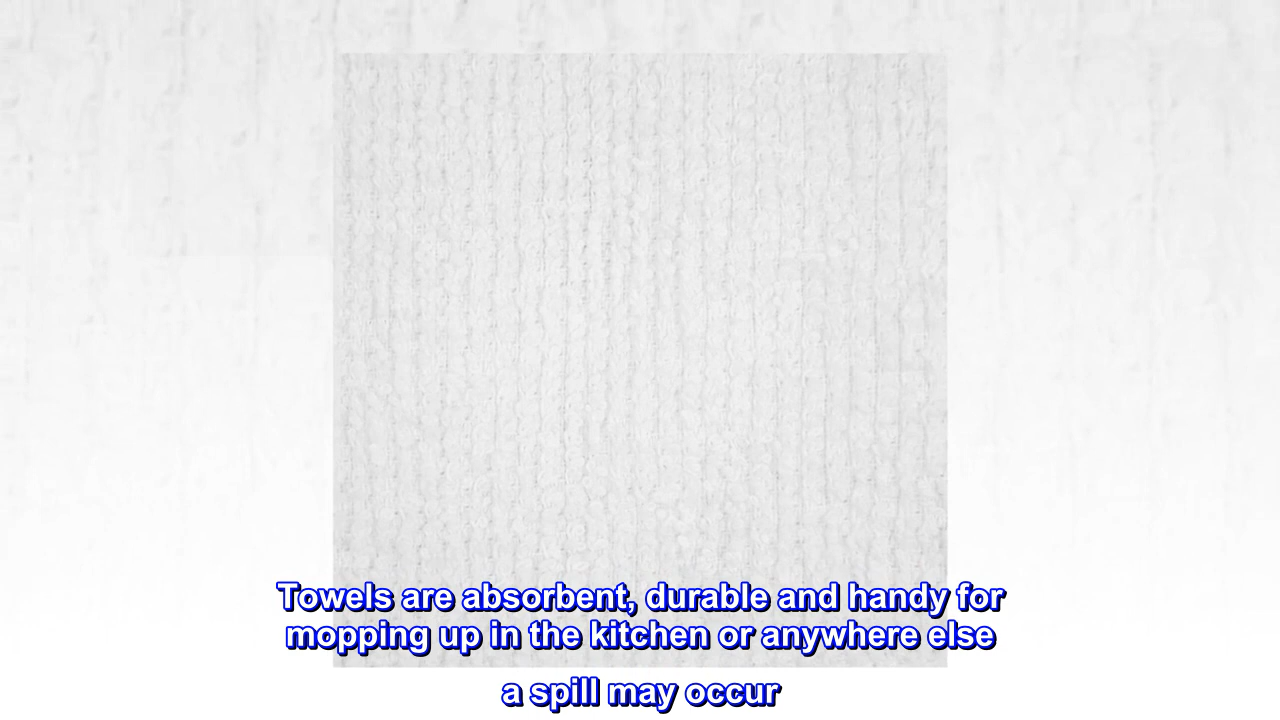 Towels are absorbent, durable and handy for
mopping up in the kitchen or anywhere else
a spill may occur